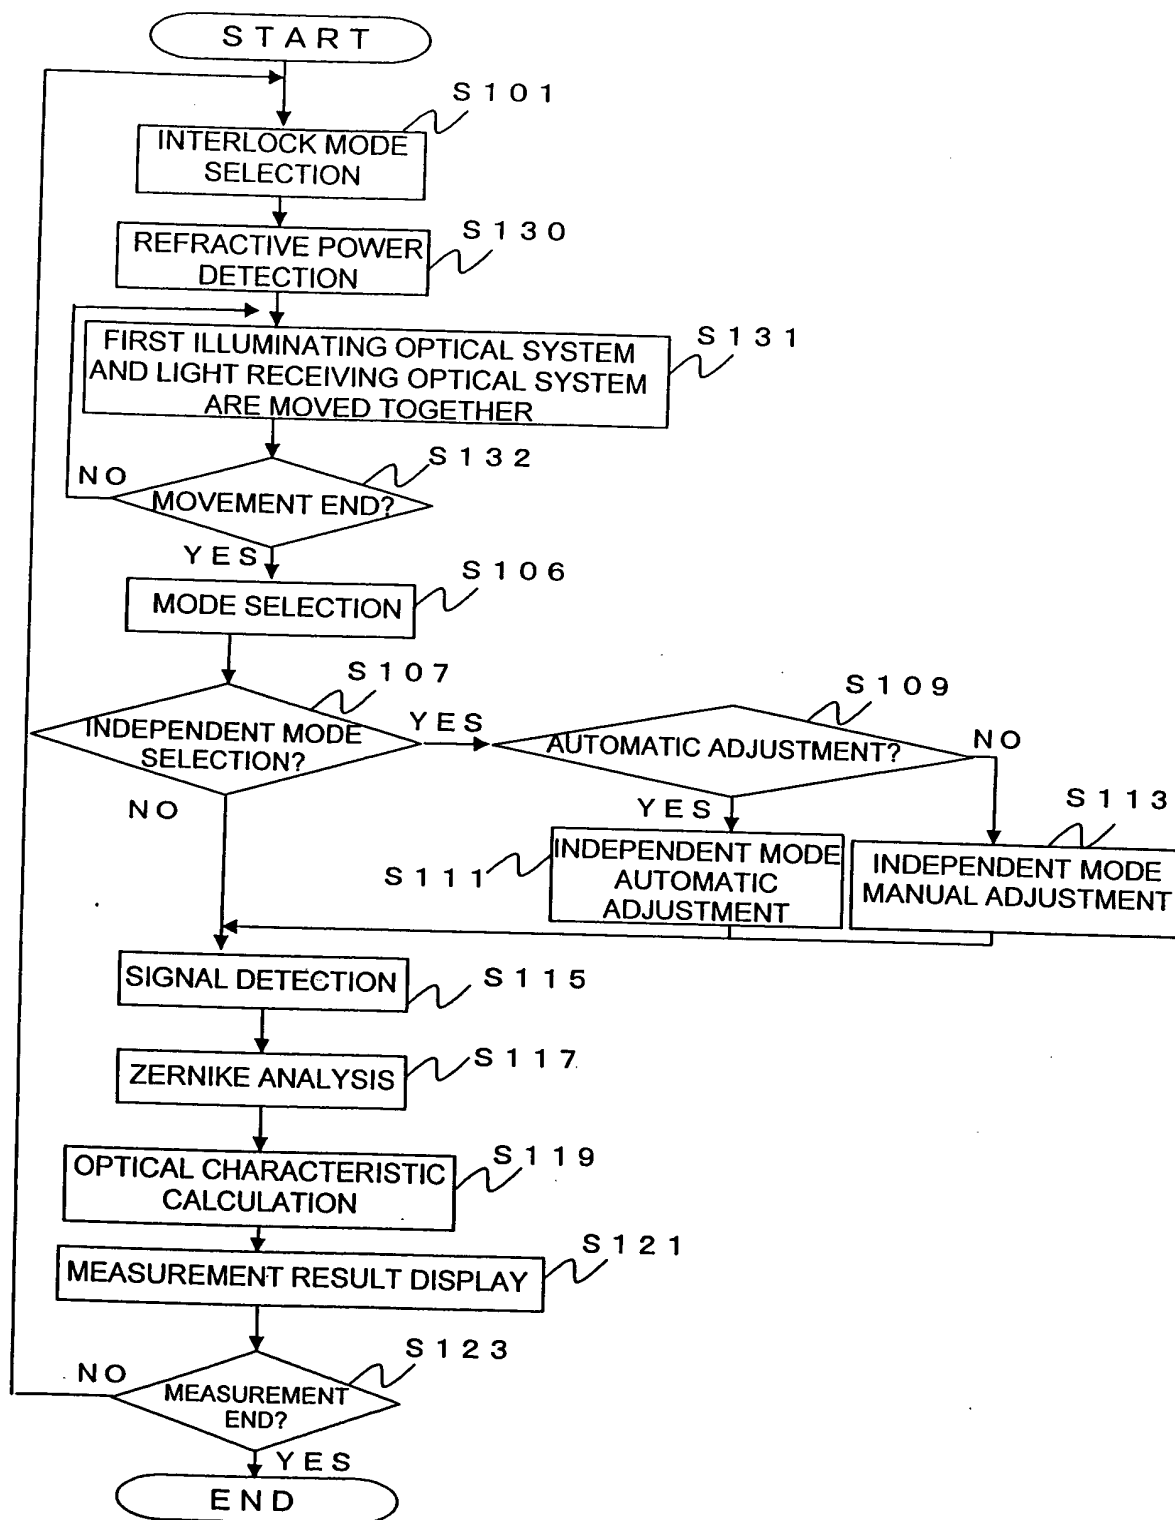 START
S101
INTERLOCK MODE
SELECTION
S130
REFRACTIVE POWER
DETECTION
S131
FIRST ILLUMINATING OPTICAL SYSTEM
AND LIGHT RECEIVING OPTICAL SYSTEM
ARE MOVED TOGETHER
S132
NO
MOVEMENT END?
YES
S106
MODE SELECTION
S107
INDEPENDENT MODE
SELECTION?
YES
NO
S109
AUTOMATIC ADJUSTMENT?
NO
YES
S113
S111
INDEPENDENT MODE
AUTOMATIC
ADJUSTMENT
INDEPENDENT MODE
MANUAL ADJUSTMENT
SIGNAL DETECTION
S115
ZERNIKE ANALYSIS
S117
OPTICAL CHARACTERISTIC
CALCULATION
S119
MEASUREMENT RESULT DISPLAY
S121
S123
NO
MEASUREMENT
END?
YES
END